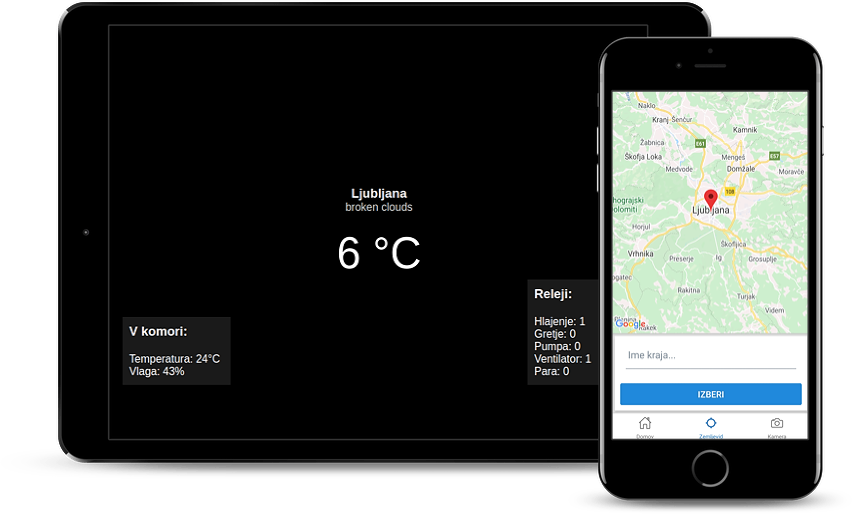 Ljubljana
broken clouds
6 °C
V komori:
Temperatura: 24°C
Vlaga: 43%
Releji:
Hlajenje: 1
Gretje: 0
Pumpa: 0
Ventilator: 1
Para: 0
Naklo
Kranj
Šenčur
Kamnik
E61
Žabnica
Škofja Loka
Mengeš
E57
Medvode
Domžale
Moravče
108
Ljubljana
Horjul
Škofljica
Vrhnika
Preserje
Ig
Grosuplje
Rakitna
Turjak
Videm
Google
Ime kraja...
IZBERI
Domov
Zemljevid
Kamera